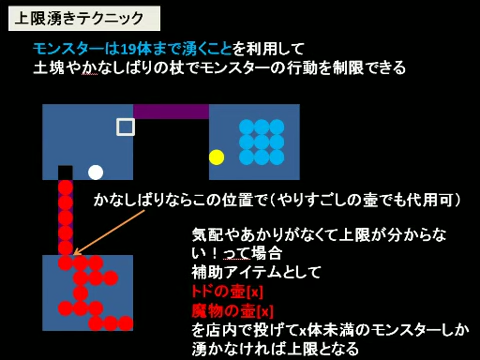 上限湧きテクニック
モンスターは19体まで湧くことを利用して
土塊やかなしばりの杖でモンスターの行動を制限できる
かなしばりならこの位置で(やりすごしの壺でも代用可)
気配やあかりがなくて上限が分からな
い!って場合
補助アイテムとして
トドの壺[x]
魔物の壺[x]
を店内で投げてx体未満のモンスターしか
湧かなければ上限となる